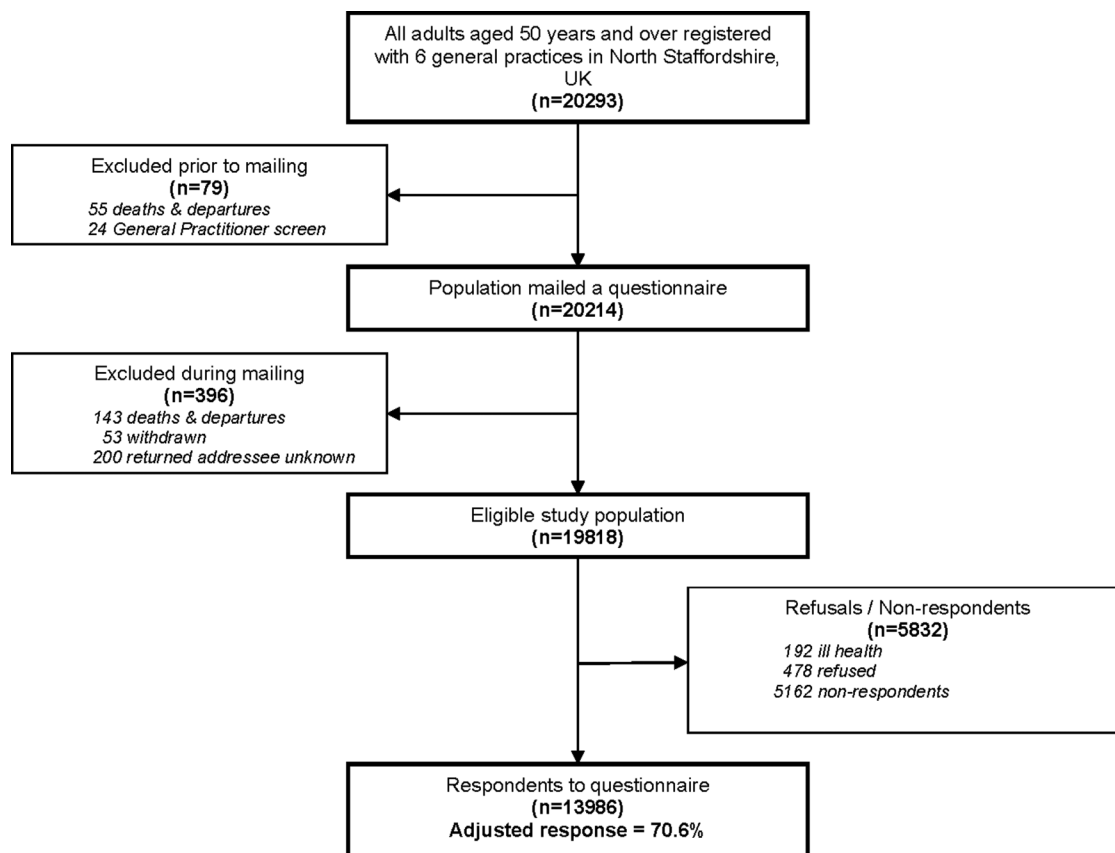 All adults aged 50 years and over registered
with 6 general practices in North Staffordshire,
UK
(n=20293)
Excluded prior to mailing
(n=79)
55 deaths & departures
24 General Practitioner screen
Population mailed a questionnaire
(n=20214)
Excluded during mailing
(n=396)
143 deaths & departures
53 withdrawn
200 returned addressee unknown
Eligible study population
(n=19818)
Refusals / Non-respondents
(n=5832)
192 ill health
478 refused
5162 non-respondents
Respondents to questionnaire
(n=13986)
Adjusted response = 70.6%